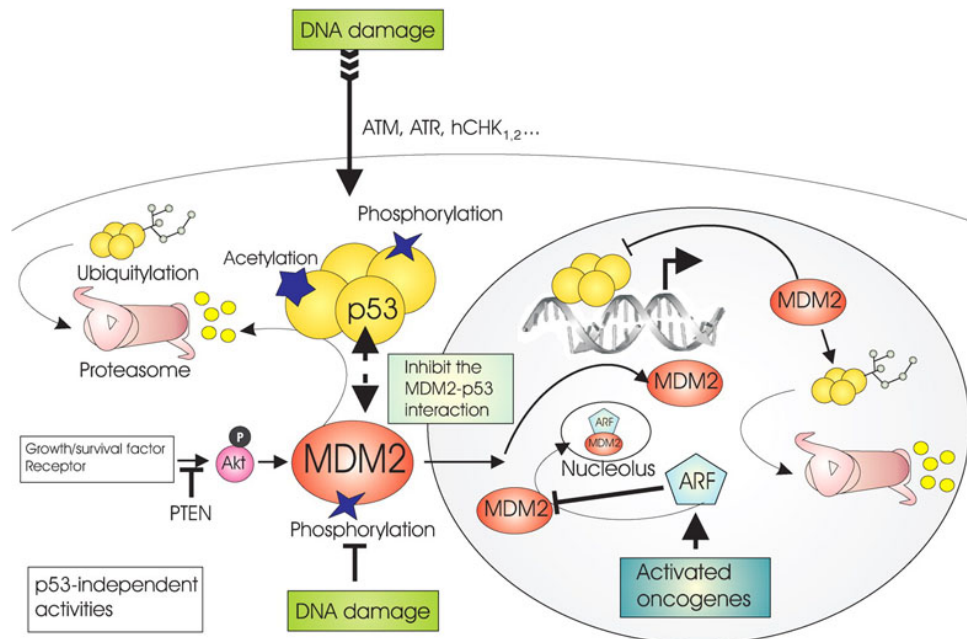 DNA damage
ATM, ATR, hCHK1,2...
Phosphorylation
Acetylation
Ubiquitylation
p53
Proteasome
MDM2
Inhibit the
MDM2-p53
interaction
MDM2
ARF
MDM2
Nucleolus
Growth/survival factor
Receptor
P
Akt
MDM2
ARF
MDM2
PTEN
Phosphorylation
p53-independent
activities
DNA damage
Activated
oncogenes